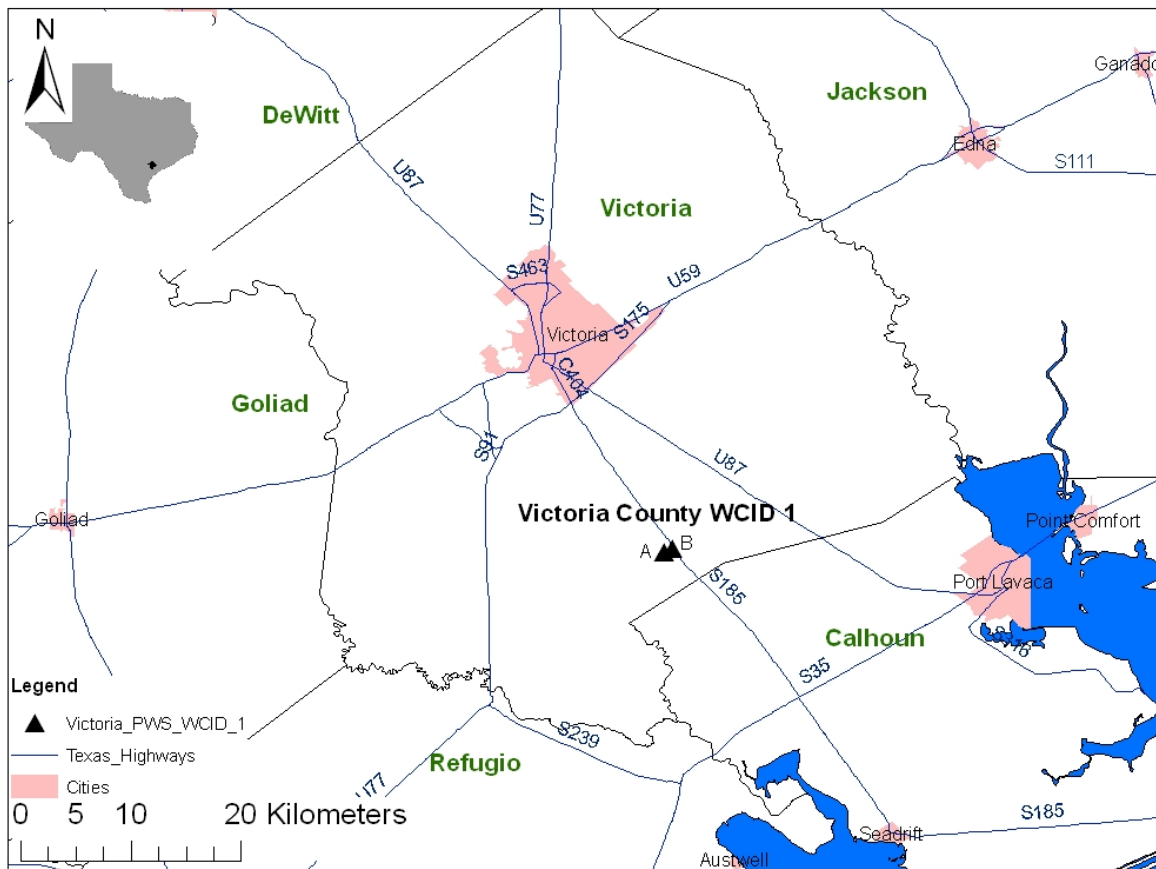 N
Ganado
Jackson
DeWitt
Edna
S111
U87
U77
Victoria
S463
U59
S175
Victoria
C404
Goliad
S91
U87
Goliad
Victoria County WCID 1
Point Comfort
A
B
Port Lavaca
S185
Calhoun
S35
Legend
Victoria_PWS_WCID_1
S239
Texas_Highways
Refugio
Cities
U77
0 5 10 20 Kilometers
Seadrift
S185
Austwell